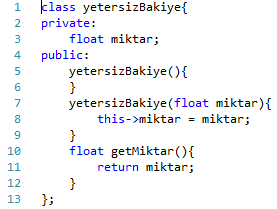 1 class yetersizBakiye{
2 private:
3     float miktar;
4 public:
5     yetersizBakiye(){
6     }
7     yetersizBakiye(float miktar){
8         this->miktar = miktar;
9     }
10     float getMiktar(){
11         return miktar;
12     }
13 };